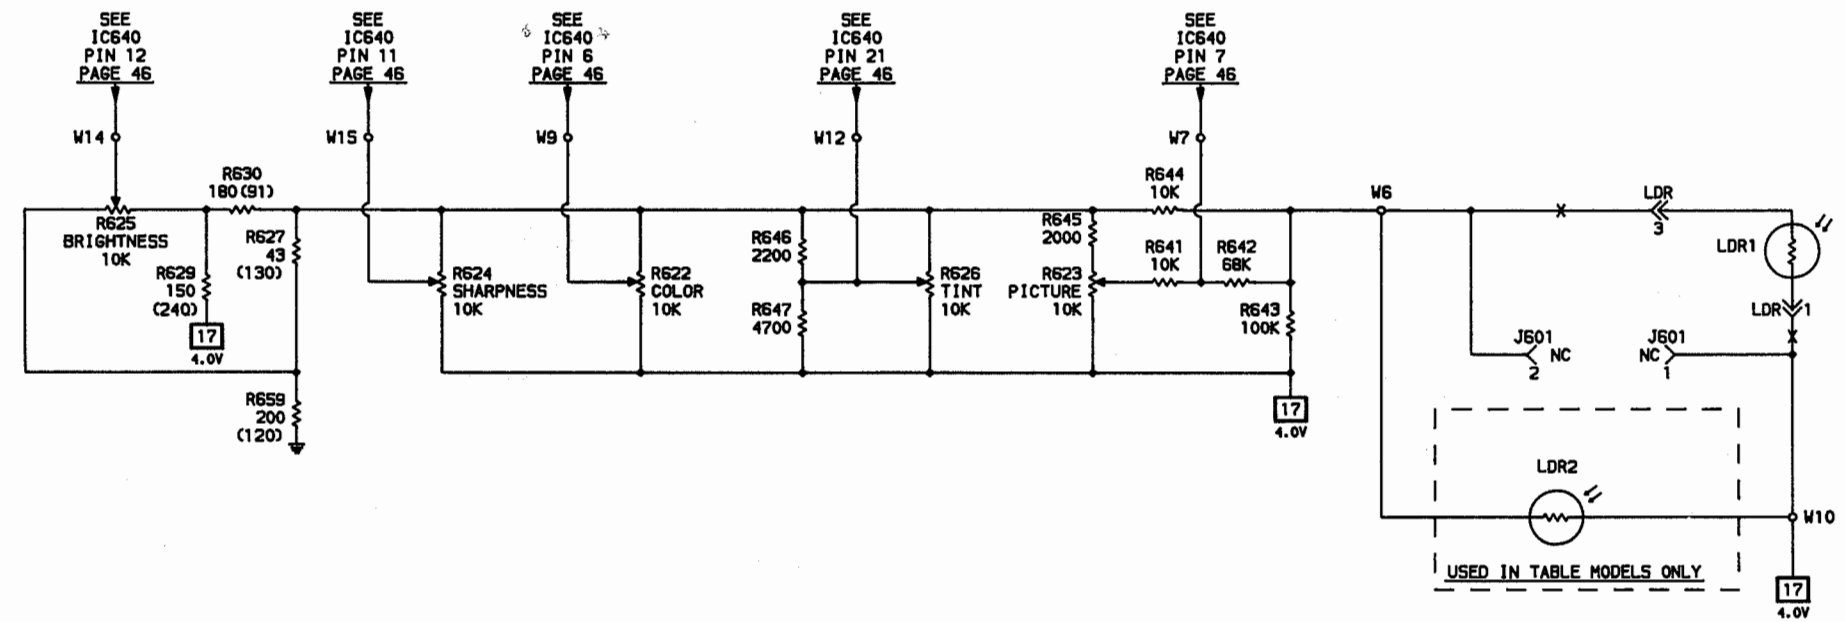 SEE
IC640
PIN 12
PAGE 46
SEE
IC640
PIN 11
PAGE 46
SEE
IC640
PIN 6
PAGE 46
SEE
IC640
PIN 21
PAGE 46
SEE
IC640
PIN 7
PAGE 46
W14
W15
W9
W12
W7
R630
180(91)
R625
BRIGHTNESS
10K
R629
150
(240)
17
4.0V
R627
43
(130)
R659
200
(120)
R624
SHARPNESS
10K
R622
COLOR
10K
R646
2200
R647
4700
R626
TINT
10K
R645
2000
R623
PICTURE
10K
R644
10K
R641
10K
R642
68K
R643
100K
17
4.0V
W6
LDR
3
LDR1
LDR 1
J601
NC
2
J601
NC
1
LDR2
USED IN TABLE MODELS ONLY
W10
17
4.0V